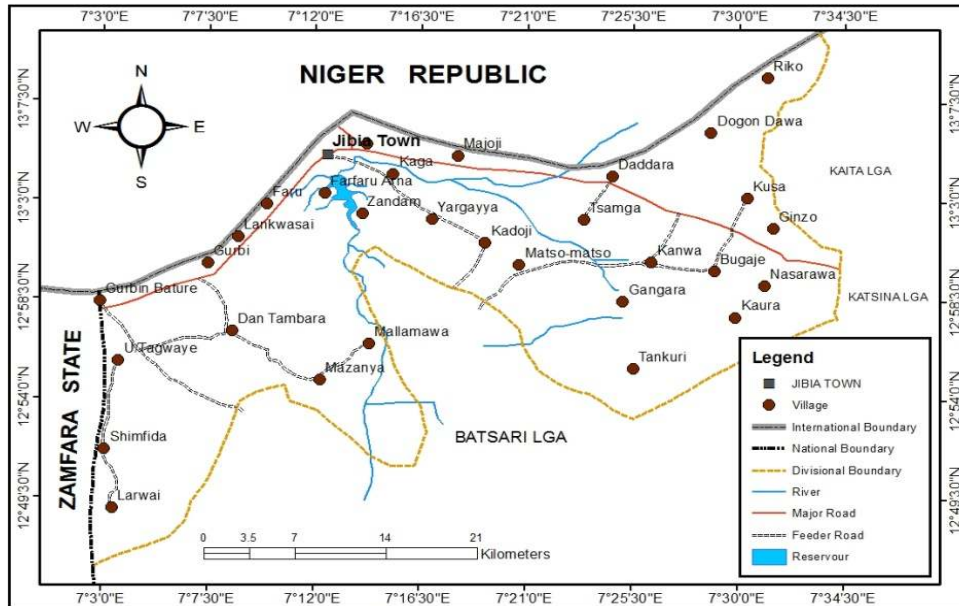 7°3'0"E 7°7'30"E 7°12'0"E 7°16'30"E 7°21'0"E 7°25'30"E 7°30'0"E 7°34'30"E
NIGER REPUBLIC
N
W E
S
Riko
13°7'30"N 13°7'30"N
Dogon Dawa
Jibia Town
Majoji
Kaga
Daddara
KAITA LGA
Farfaru Arna
Kusa
13°3'0"N 13°3'0"N
Faru
Zandam
Yargayya
Tsamga
Ginzo
Lankwasai
Kadoji
Gurbi
Matso-matso
Kanwa
Bugaje
12°58'30"N 12°58'30"N
Gurbin Bature
Nasarawa
KATSINA LGA
Gangara
Kaura
Dan Tambara
Mallamawa
U/Tagwaye
Mazanya
Tankuri
12°54'0"N 12°54'0"N
ZAMFARA STATE
BATSARI LGA
Shimfida
Larwai
12°49'30"N 12°49'30"N
Legend
JIBIA TOWN
Village
International Boundary
National Boundary
Divisional Boundary
River
Major Road
Feeder Road
Reservour
0 3.5 7 14 21
Kilometers
7°3'0"E 7°7'30"E 7°12'0"E 7°16'30"E 7°21'0"E 7°25'30"E 7°30'0"E 7°34'30"E